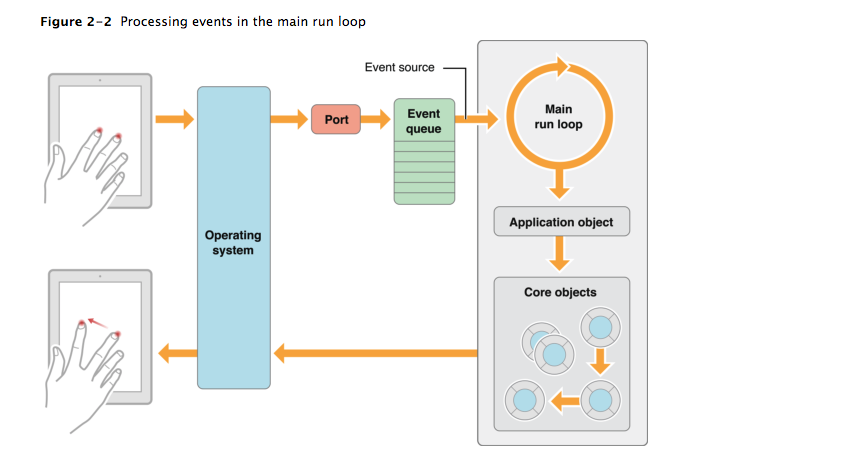 Figure 2-2 Processing events in the main run loop
Event source
Port
Event
queue
Main
run loop
Operating
system
Application object
Core objects